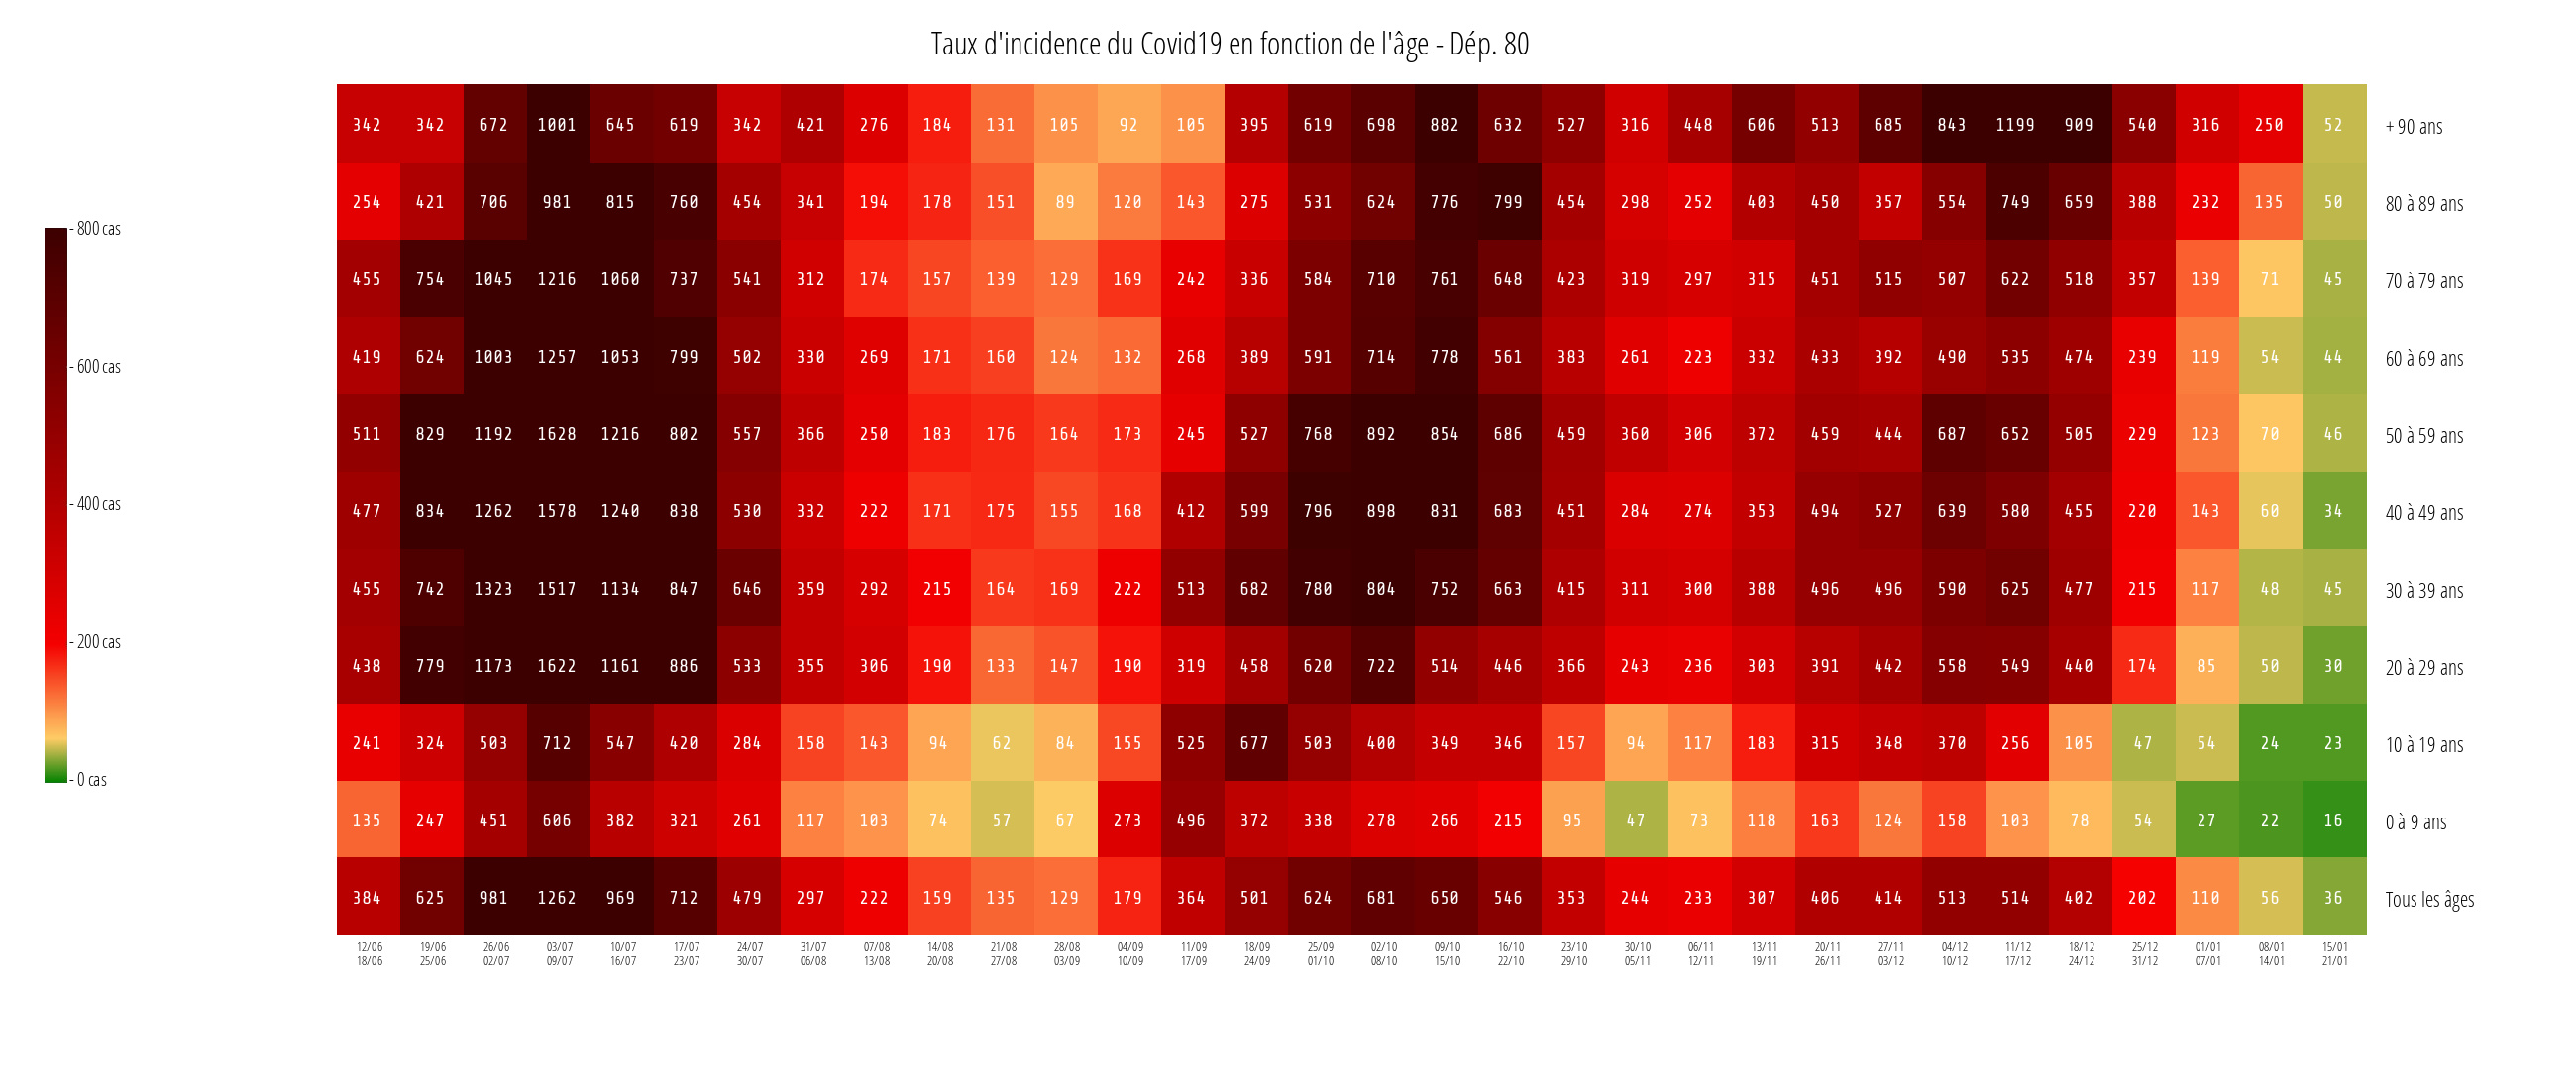 Taux d'incidence du Covid19 en fonction de l'âge - Dép. 80
342 342 672 1001 645 619 342 421 276 184 131 105 92 105 395 619 698 882 632 527 316 448 606 513 685 843 1199 909 540 316 250 52 + 90 ans
254 421 706 981 815 760 454 341 194 178 151 89 120 143 275 531 624 776 799 454 298 252 403 450 357 554 749 659 388 232 135 50 80 à 89 ans
- 800 cas
455 754 1045 1216 1060 737 541 312 174 157 139 129 169 242 336 584 710 761 648 423 319 297 315 451 515 507 622 518 357 139 71 45 70 à 79 ans
419 624 1003 1257 1053 799 502 330 269 171 160 124 132 268 389 591 714 778 561 383 261 223 332 433 392 490 535 474 239 119 54 44 60 à 69 ans
- 600 cas
511 829 1192 1628 1216 802 557 366 250 183 176 164 173 245 527 768 892 854 686 459 360 306 372 459 444 687 652 505 229 123 70 46 50 à 59 ans
- 400 cas
477 834 1262 1578 1240 838 530 332 222 171 175 155 168 412 599 796 898 831 683 451 284 274 353 494 527 639 580 455 220 143 60 34 40 à 49 ans
455 742 1323 1517 1134 847 646 359 292 215 164 169 222 513 682 780 804 752 663 415 311 300 388 496 496 590 625 477 215 117 48 45 30 à 39 ans
- 200 cas
438 779 1173 1622 1161 886 533 355 306 190 133 147 190 319 458 620 722 514 446 366 243 236 303 391 442 558 549 440 174 85 50 30 20 à 29 ans
241 324 503 712 547 420 284 158 143 94 62 84 155 525 677 503 400 349 346 157 94 117 183 315 348 370 256 105 47 54 24 23 10 à 19 ans
- 0 cas
135 247 451 606 382 321 261 117 103 74 57 67 273 496 372 338 278 266 215 95 47 73 118 163 124 158 103 78 54 27 22 16 0 à 9 ans
384 625 981 1262 969 712 479 297 222 159 135 129 179 364 501 624 681 650 546 353 244 233 307 406 414 513 514 402 202 110 56 36 Tous les âges
12/06 19/06 26/06 03/07 10/07 17/07 24/07 31/07 07/08 14/08 21/08 28/08 04/09 11/09 18/09 25/09 02/10 09/10 16/10 23/10 30/10 06/11 13/11 20/11 27/11 04/12 11/12 18/12 25/12 01/01 08/01 15/01
18/06 25/06 02/07 09/07 16/07 23/07 30/07 06/08 13/08 20/08 27/08 03/09 10/09 17/09 24/09 01/10 08/10 15/10 22/10 29/10 05/11 12/11 19/11 26/11 03/12 10/12 17/12 24/12 31/12 07/01 14/01 21/01